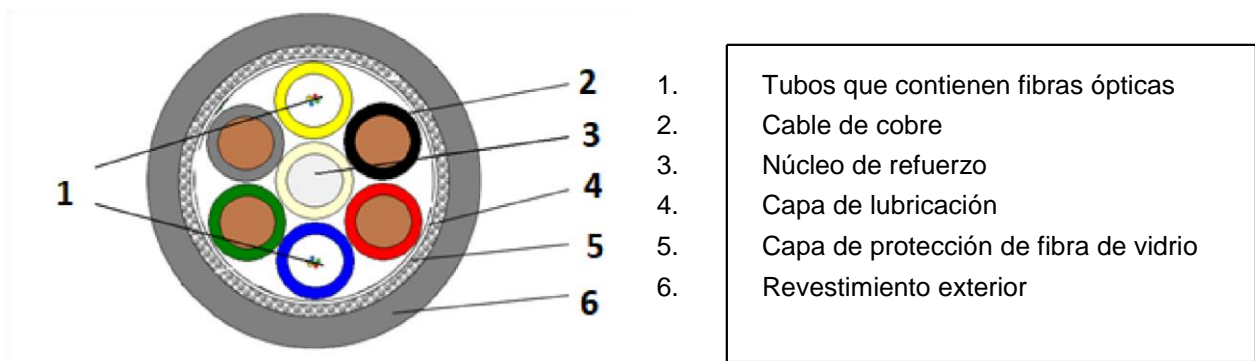 1
2
3
4
5
6
1. Tubos que contienen fibras ópticas
2. Cable de cobre
3. Núcleo de refuerzo
4. Capa de lubricación
5. Capa de protección de fibra de vidrio
6. Revestimiento exterior